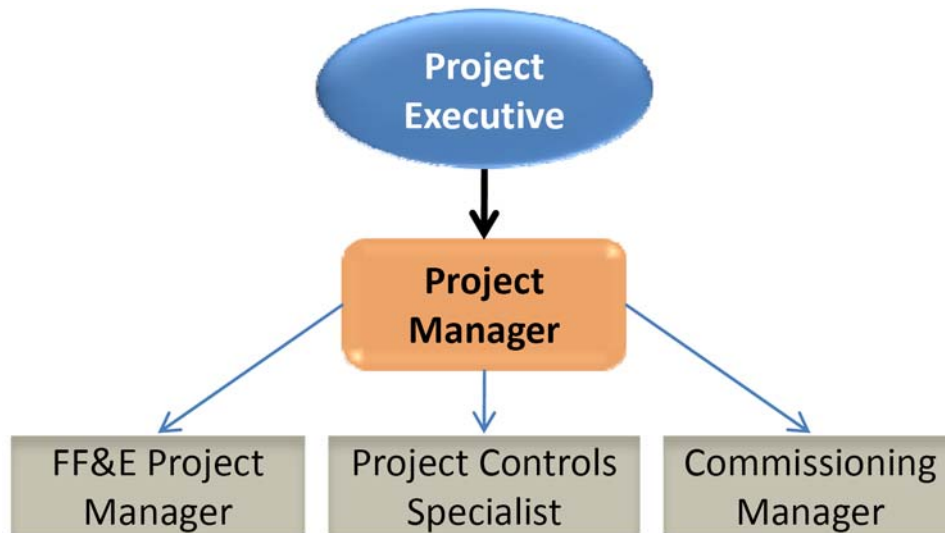 Project
Executive
Project
Manager
FF&E Project
Manager
Project Controls
Specialist
Commissioning
Manager